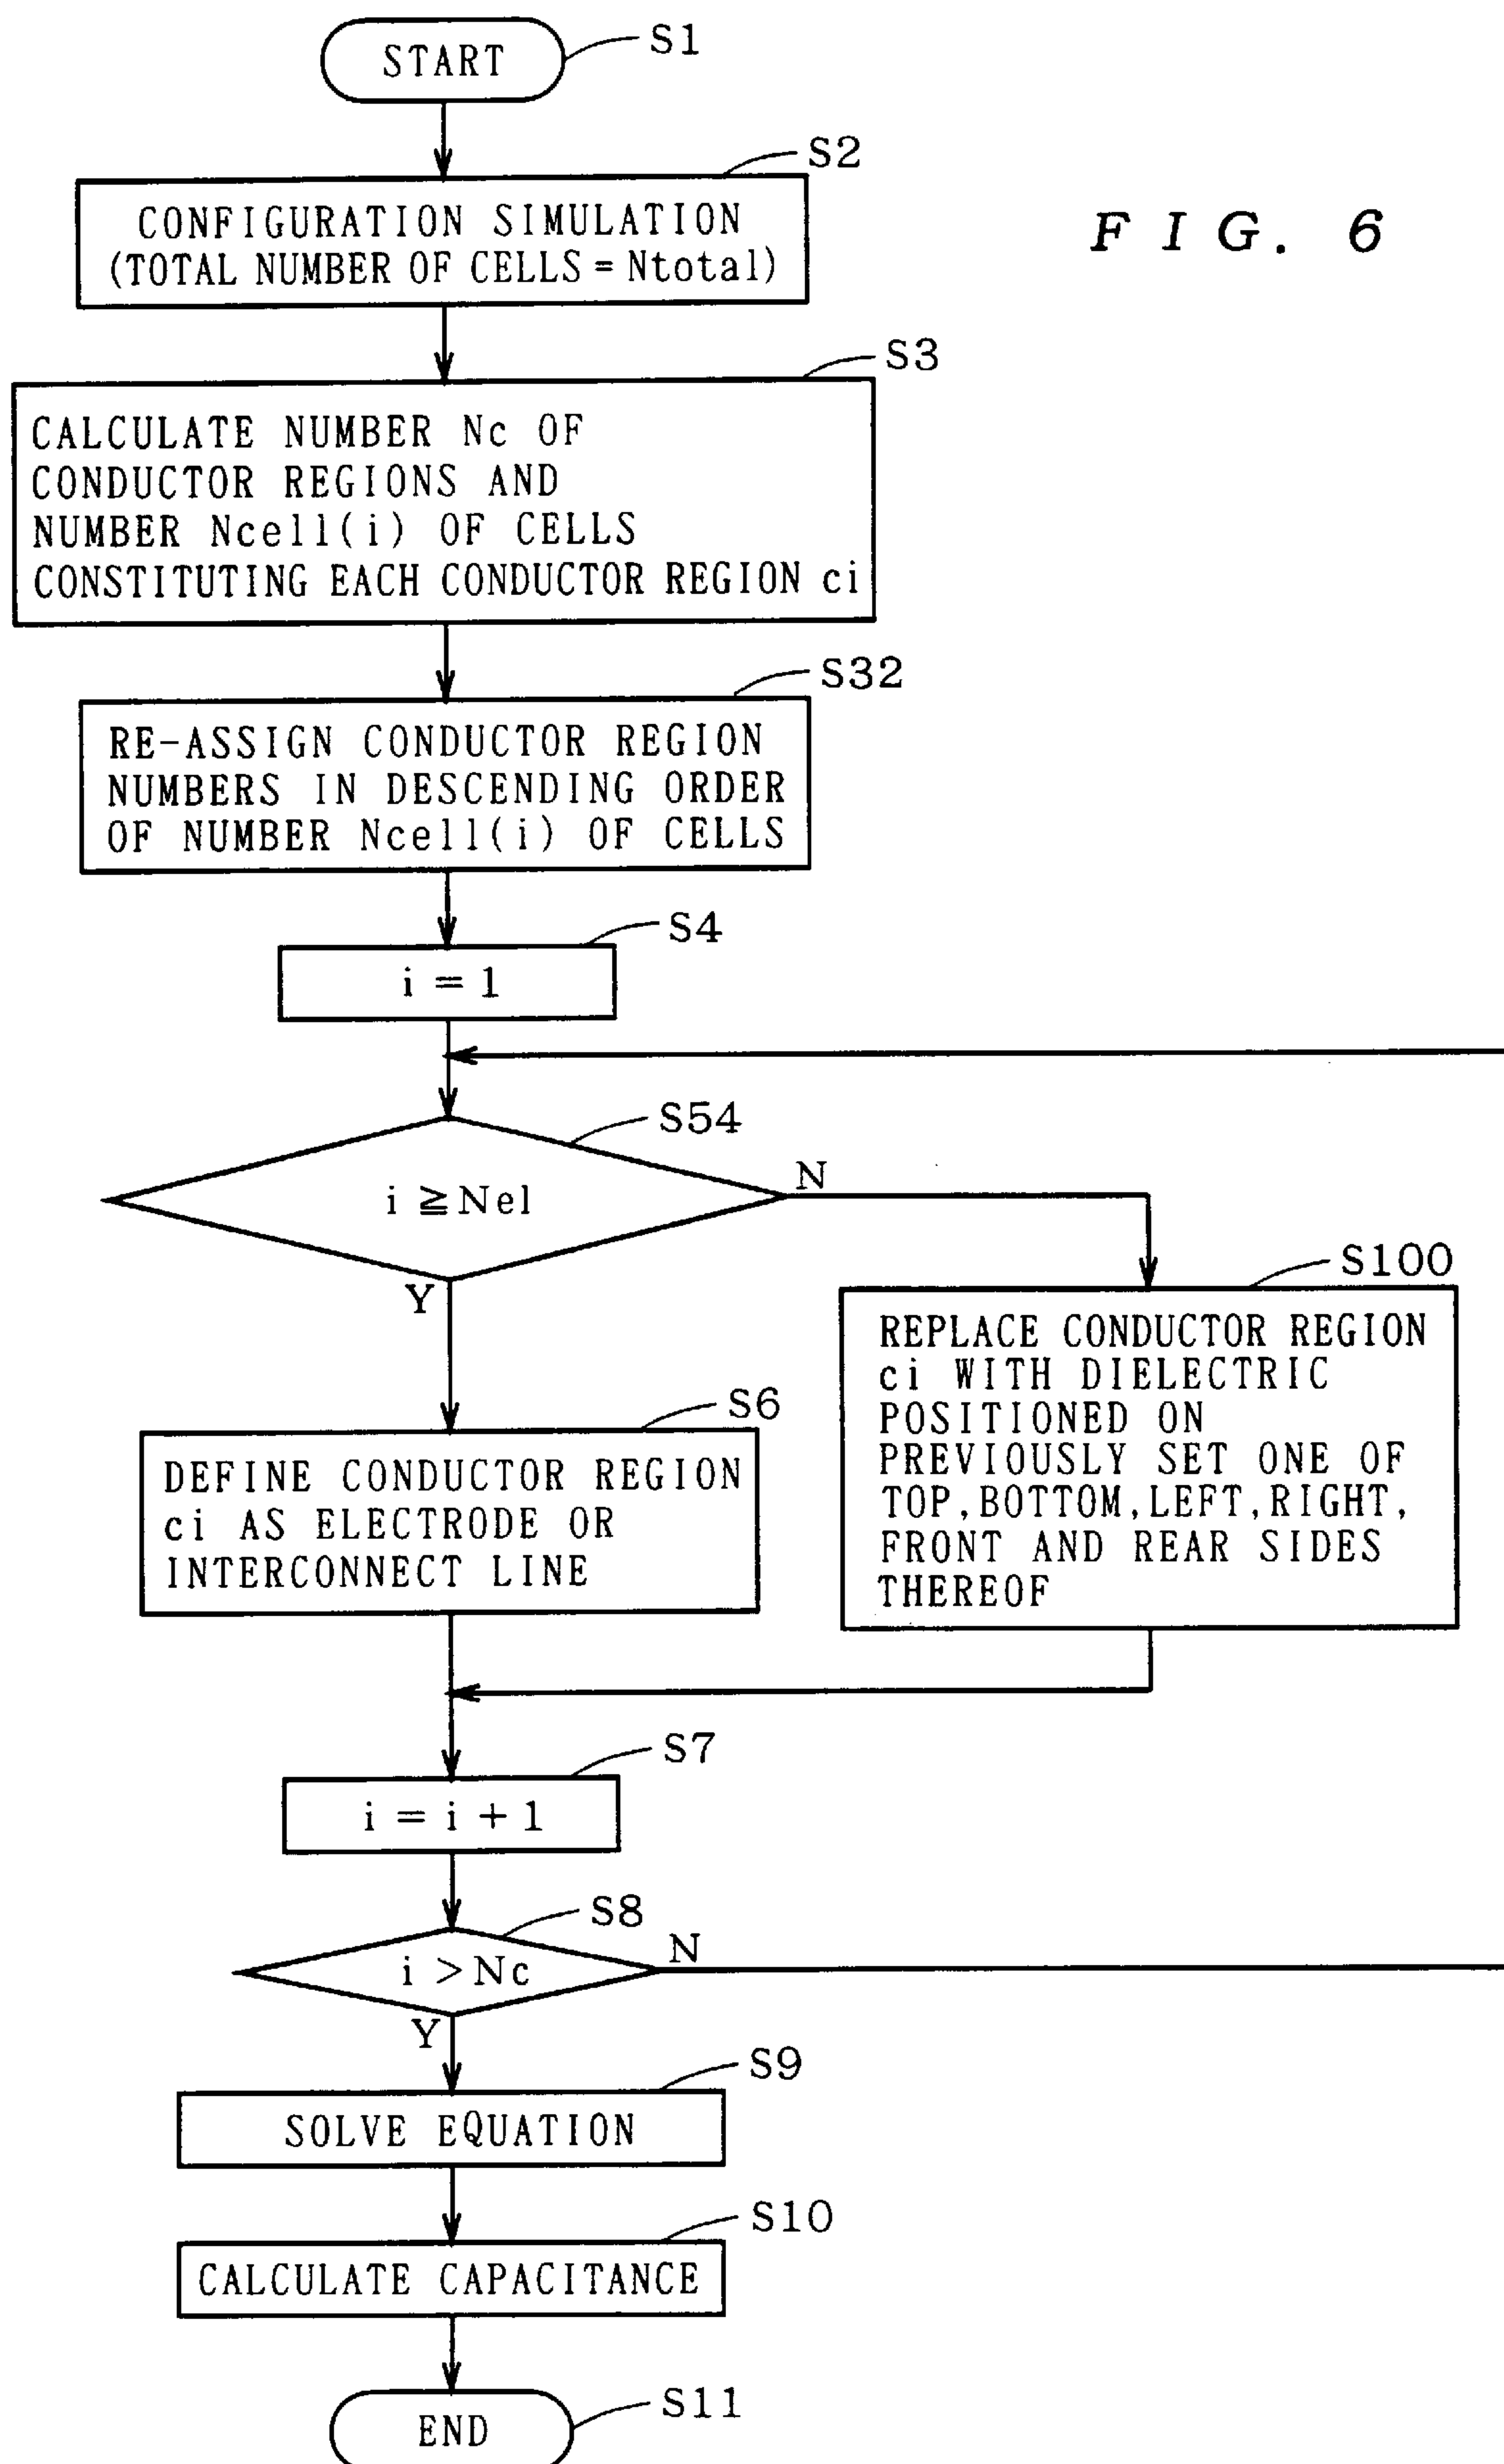 START
S1
S2
CONFIGURATION SIMULATION
(TOTAL NUMBER OF CELLS = Ntotal)
F I G. 6
S3
CALCULATE NUMBER Nc OF
CONDUCTOR REGIONS AND
NUMBER Ncell(i) OF CELLS
CONSTITUTING EACH CONDUCTOR REGION ci
S32
RE-ASSIGN CONDUCTOR REGION
NUMBERS IN DESCENDING ORDER
OF NUMBER Ncell(i) OF CELLS
S4
i = 1
S54
i ≧ Nel
N
Y
S100
REPLACE CONDUCTOR REGION
ci WITH DIELECTRIC
POSITIONED ON
PREVIOUSLY SET ONE OF
TOP, BOTTOM, LEFT, RIGHT,
FRONT AND REAR SIDES
THEREOF
S6
DEFINE CONDUCTOR REGION
ci AS ELECTRODE OR
INTERCONNECT LINE
S7
i = i + 1
S8
i > Nc
N
Y
S9
SOLVE EQUATION
S10
CALCULATE CAPACITANCE
S11
END